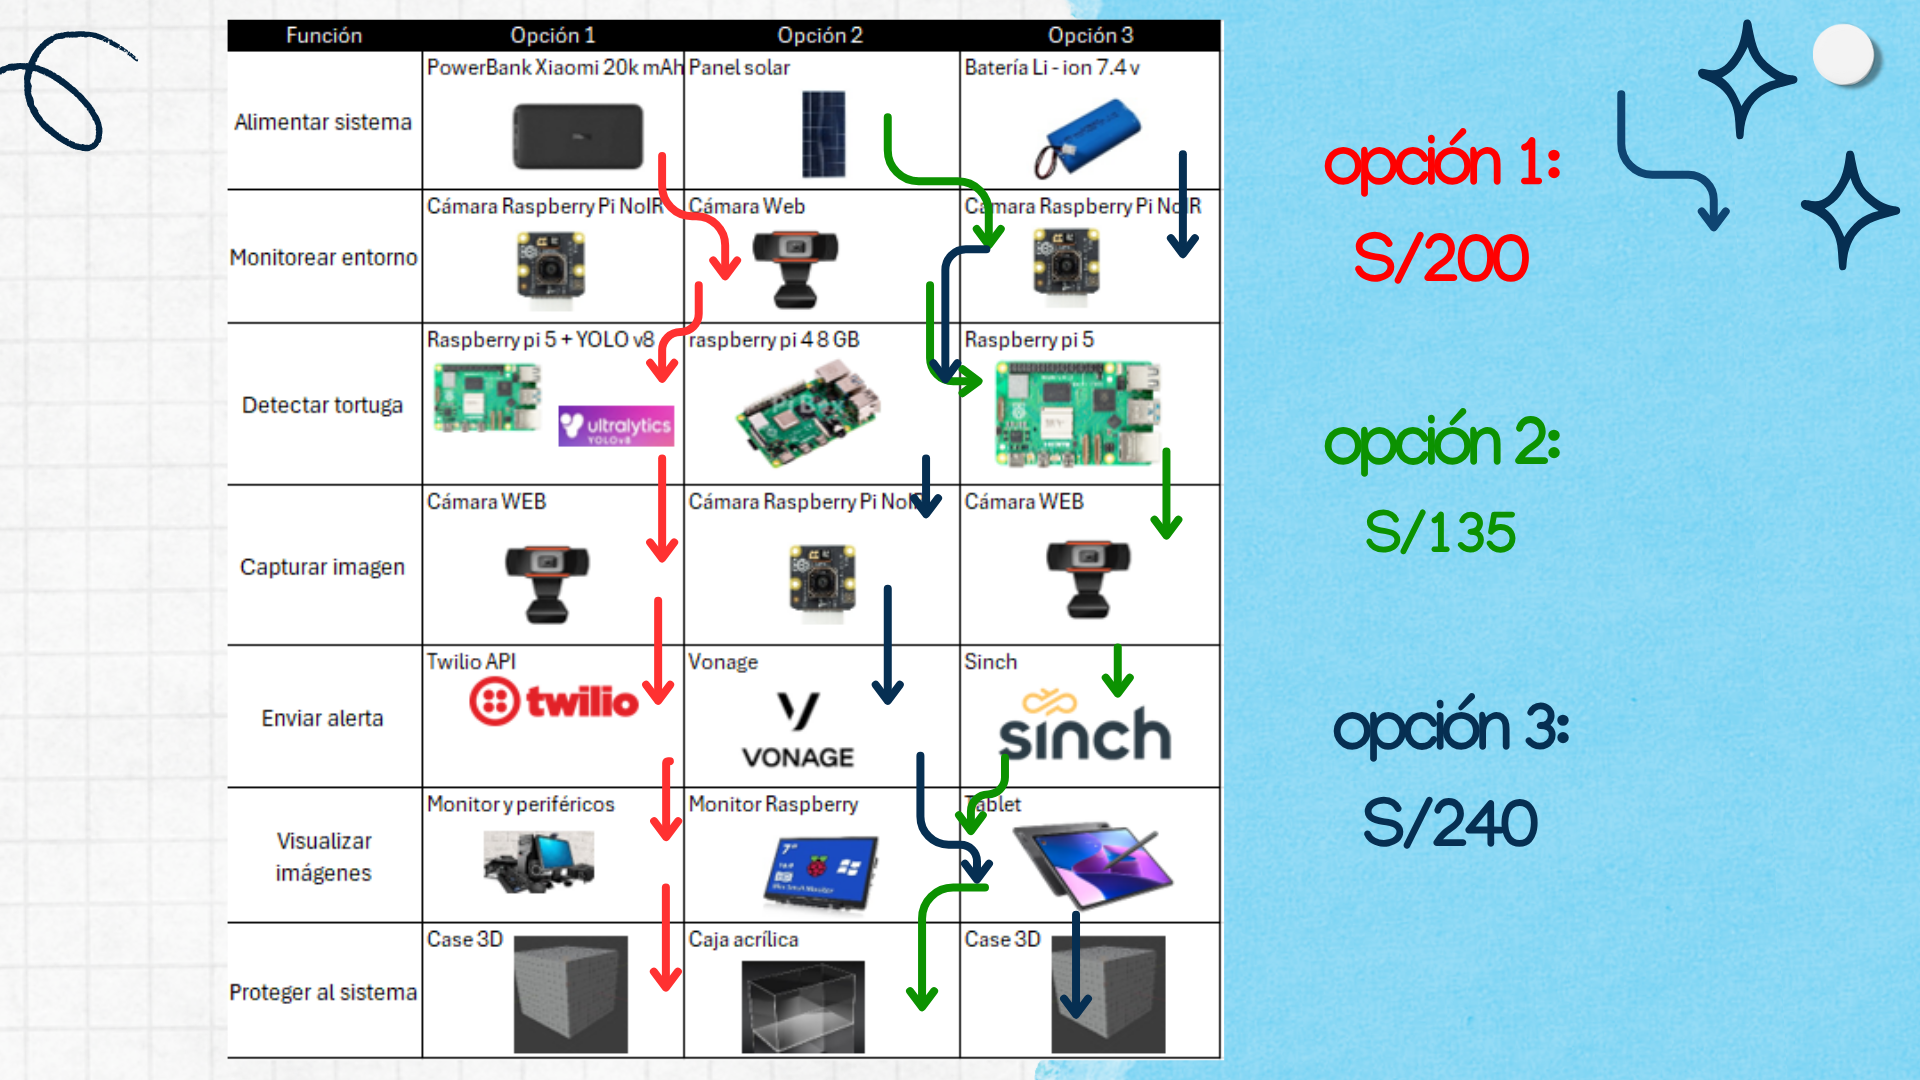 Función Opción 1 Opción 2 Opción 3
PowerBank Xiaomi 20k mAh Panel solar Batería Li - ion 7.4 v
Alimentar sistema
Cámara Raspberry Pi NoIR Cámara Web Cámara Raspberry Pi NoIR
Monitorear entorno
Raspberry pi 5 + YOLO v8 raspberry pi 4 8 GB Raspberry pi 5
Detectar tortuga
ultralytics
YOLOv8
Cámara WEB Cámara Raspberry Pi NoIR Cámara WEB
Capturar imagen
Twilio API Vonage Sinch
Enviar alerta
twilio
VONAGE
sinch
Monitor y periféricos Monitor Raspberry Tablet
Visualizar
imágenes
7"
Case 3D Caja acrílica Case 3D
Proteger al sistema
opción 1:
S/200
opción 2:
S/135
opción 3:
S/240